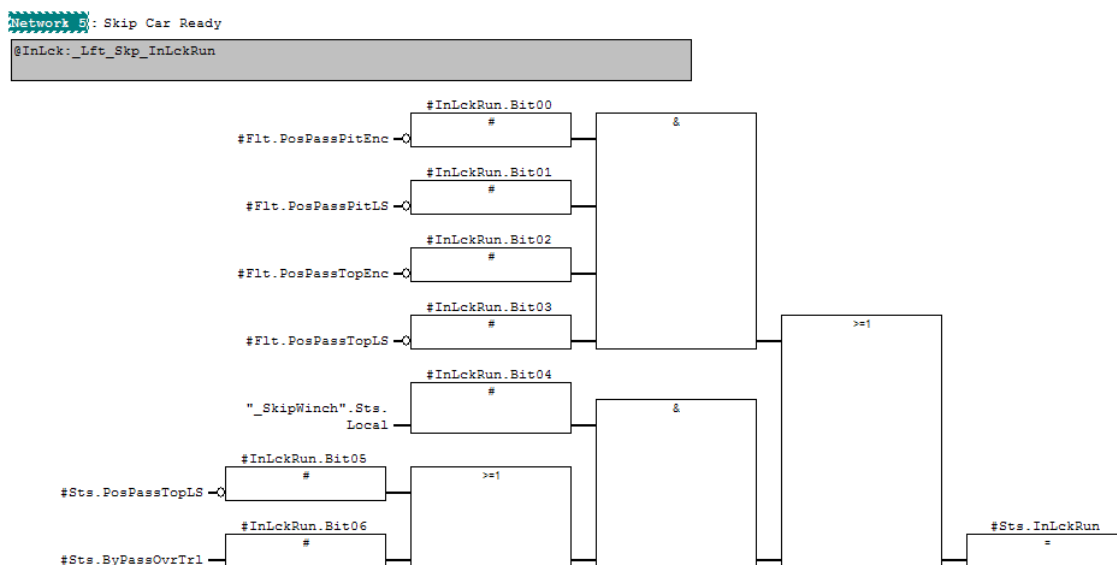 Network 5: Skip Car Ready
@InLck:_Lft_Skp_InLckRun
#InLckRun.Bit00
#
&
#Flt.PosPassPitEnc
#InLckRun.Bit01
#
#Flt.PosPassPitLS
#InLckRun.Bit02
#
#Flt.PosPassTopEnc
#InLckRun.Bit03
#
>=1
#Flt.PosPassTopLS
#InLckRun.Bit04
#
"_SkipWinch".Sts.
Local
&
#InLckRun.Bit05
#
>=1
#Sts.PosPassTopLS
#InLckRun.Bit06
#
#Sts.ByPassOvrTrl
#Sts.InLckRun
=